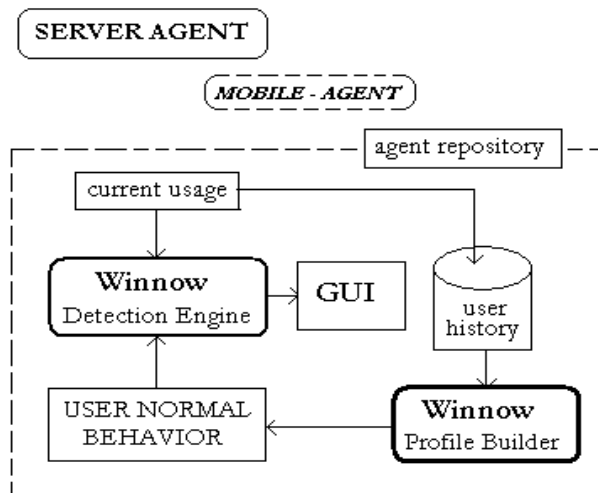 SERVER AGENT
MOBILE - AGENT
agent repository
current usage
Winnow
Detection Engine
GUI
user
history
USER NORMAL
BEHAVIOR
Winnow
Profile Builder